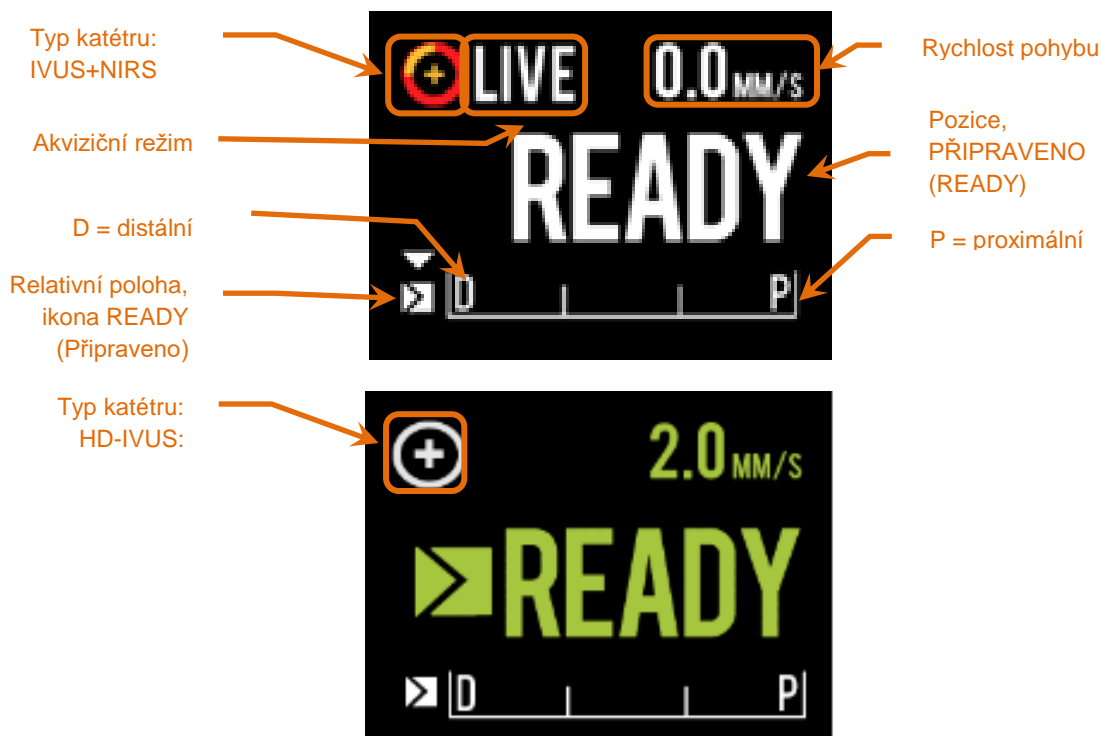 Typ katétru:
IVUS+NIRS
LIVE
0.0 MM/S
Rychlost pohybu
Akviziční režim
READY
Pozice,
PŘIPRAVENO
(READY)
D = distální
P = proximální
Relativní poloha,
ikona READY
(Připraveno)
D P
Typ katétru:
HD-IVUS:
2.0 MM/S
READY
D P